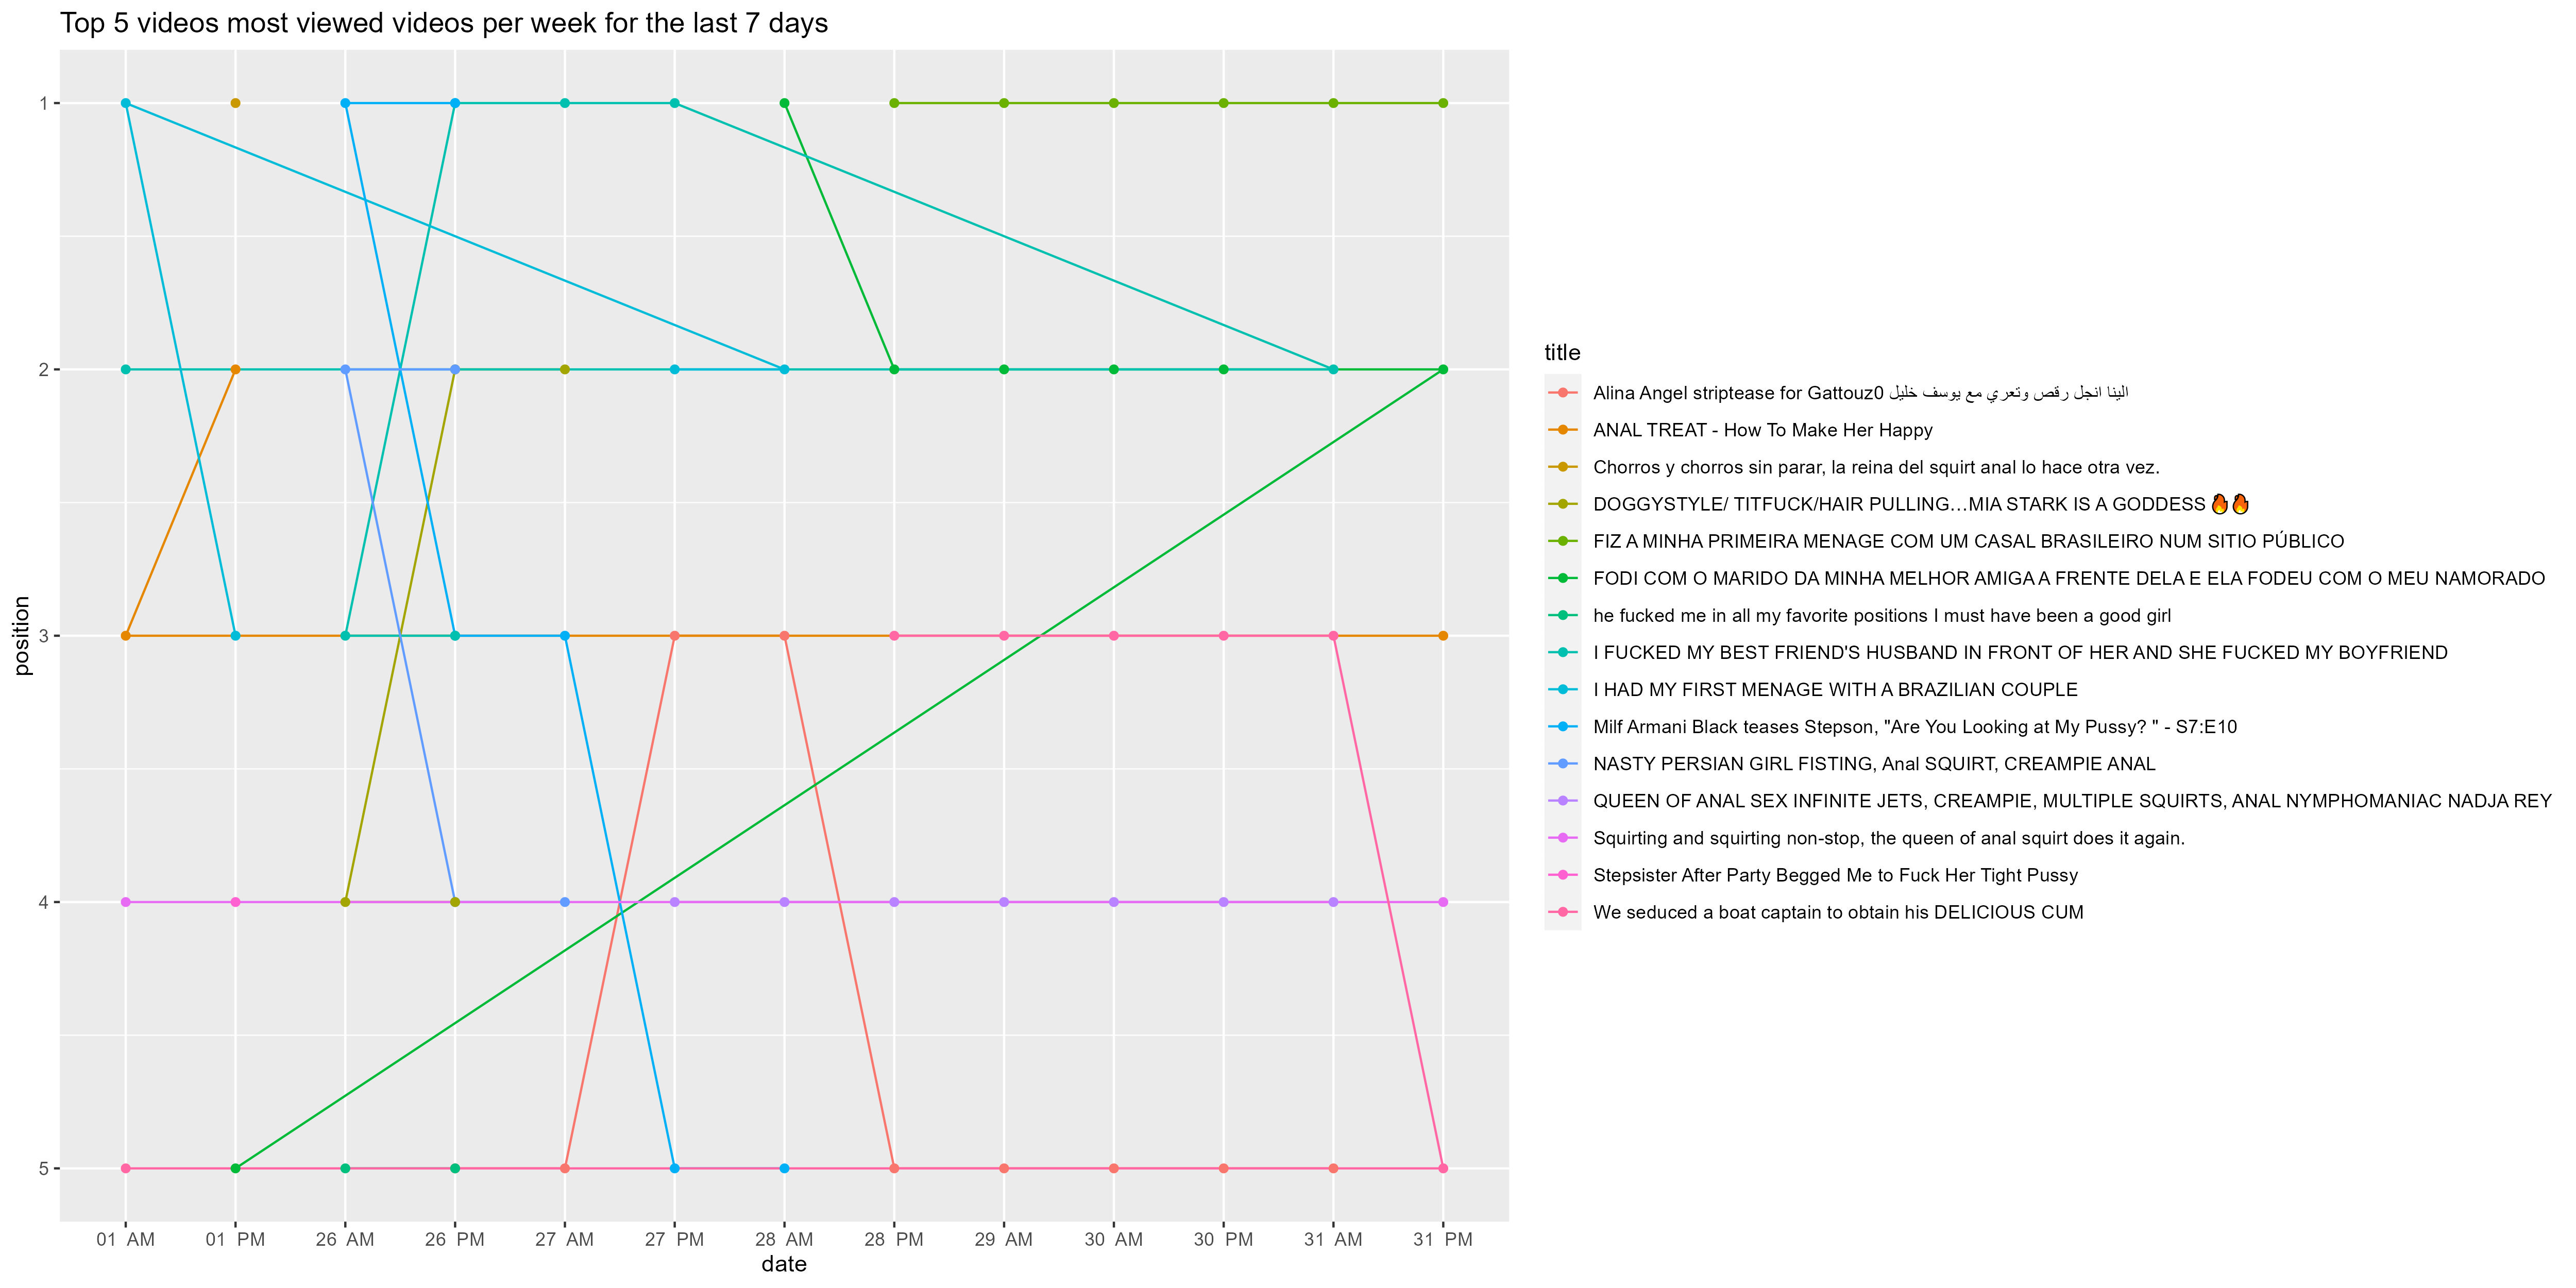 Top 5 videos most viewed videos per week for the last 7 days
position
1
2
3
4
5
01 AM
01 PM
26 AM
26 PM
27 AM
27 PM
28 AM
28 PM
29 AM
30 AM
30 PM
31 AM
31 PM
date
title
Alina Angel striptease for Gattouz0 الينا انجل رقص وتعري مع يوسف خليل
ANAL TREAT - How To Make Her Happy
Chorros y chorros sin parar, la reina del squirt anal lo hace otra vez.
DOGGYSTYLE/ TITFUCK/HAIR PULLING…MIA STARK IS A GODDESS 🔥🔥
FIZ A MINHA PRIMEIRA MENAGE COM UM CASAL BRASILEIRO NUM SITIO PÚBLICO
FODI COM O MARIDO DA MINHA MELHOR AMIGA A FRENTE DELA E ELA FODEU COM O MEU NAMORADO
he fucked me in all my favorite positions I must have been a good girl
I FUCKED MY BEST FRIEND'S HUSBAND IN FRONT OF HER AND SHE FUCKED MY BOYFRIEND
I HAD MY FIRST MENAGE WITH A BRAZILIAN COUPLE
Milf Armani Black teases Stepson, "Are You Looking at My Pussy? " - S7:E10
NASTY PERSIAN GIRL FISTING, Anal SQUIRT, CREAMPIE ANAL
QUEEN OF ANAL SEX INFINITE JETS, CREAMPIE, MULTIPLE SQUIRTS, ANAL NYMPHOMANIAC NADJA REY
Squirting and squirting non-stop, the queen of anal squirt does it again.
Stepsister After Party Begged Me to Fuck Her Tight Pussy
We seduced a boat captain to obtain his DELICIOUS CUM